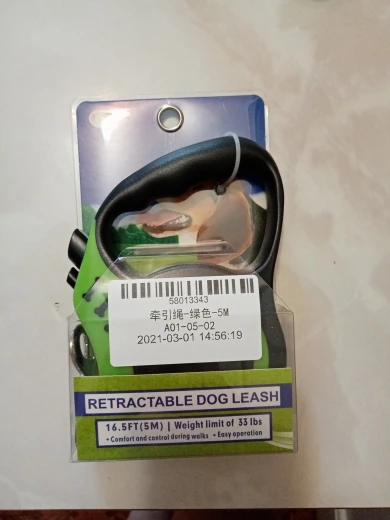 58013343
牵引绳-绿色-5M
A01-05-02
2021-03-01 14:56:19
RETRACTABLE DOG LEASH
16.5FT(5M) | Weight limit of 33 lbs
• Comfort and control during walks • Easy operation